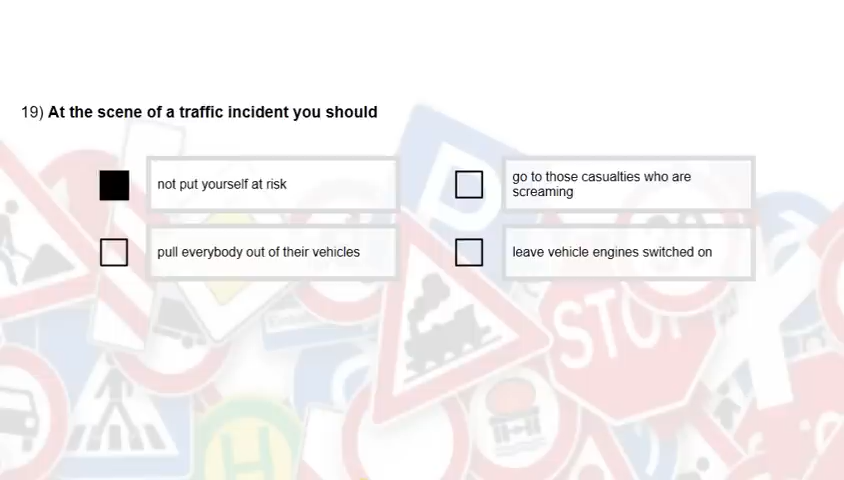 19) At the scene of a traffic incident you should
not put yourself at risk
go to those casualties who are
screaming
pull everybody out of their vehicles
leave vehicle engines switched on
P
STOP
H